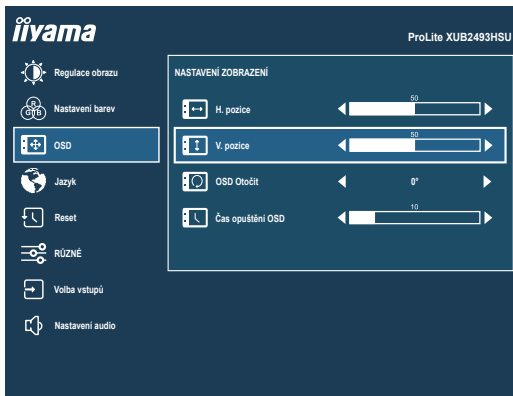 iiyama
ProLite XUB2493HSU
Regulace obrazu
R
G B
Nastavení barev
OSD
Jazyk
Reset
RŮZNÉ
Volba vstupů
Nastavení audio
NASTAVENÍ ZOBRAZENÍ
H. pozice
50
V. pozice
50
OSD Otočit
0°
Čas opuštění OSD
10